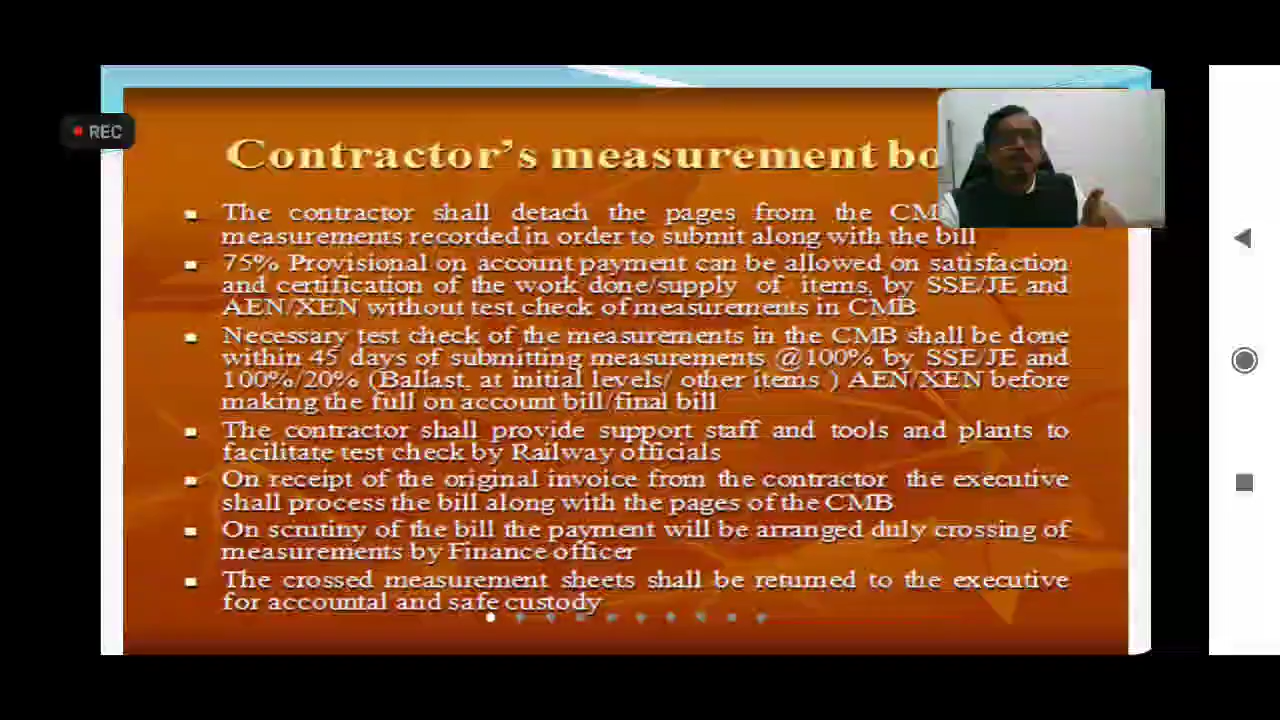 REC
Contractor's measurement bo
The contractor shall detach the pages from the CM
measurements recorded in order to submit along with the bill
75% Provisional on account payment can be allowed on satisfaction
and certification of the work done/supply of items, by SSE/JE and
AEN/XEN without test check of measurements in CMB
Necessary test check of the measurements in the CMB shall be done
within 45 days of submitting measurements @100% by SSE/JE and
100%/20% (Ballast, at initial levels/ other items ) AEN/XEN before
making the full on account bill/final bill
The contractor shall provide support staff and tools and plants to
facilitate test check by Railway officials
On receipt of the original invoice from the contractor the executive
shall process the bill along with the pages of the CMB
On scrutiny of the bill the payment will be arranged duly crossing of
measurements by Finance officer
The crossed measurement sheets shall be returned to the executive
for accountal and safe custody